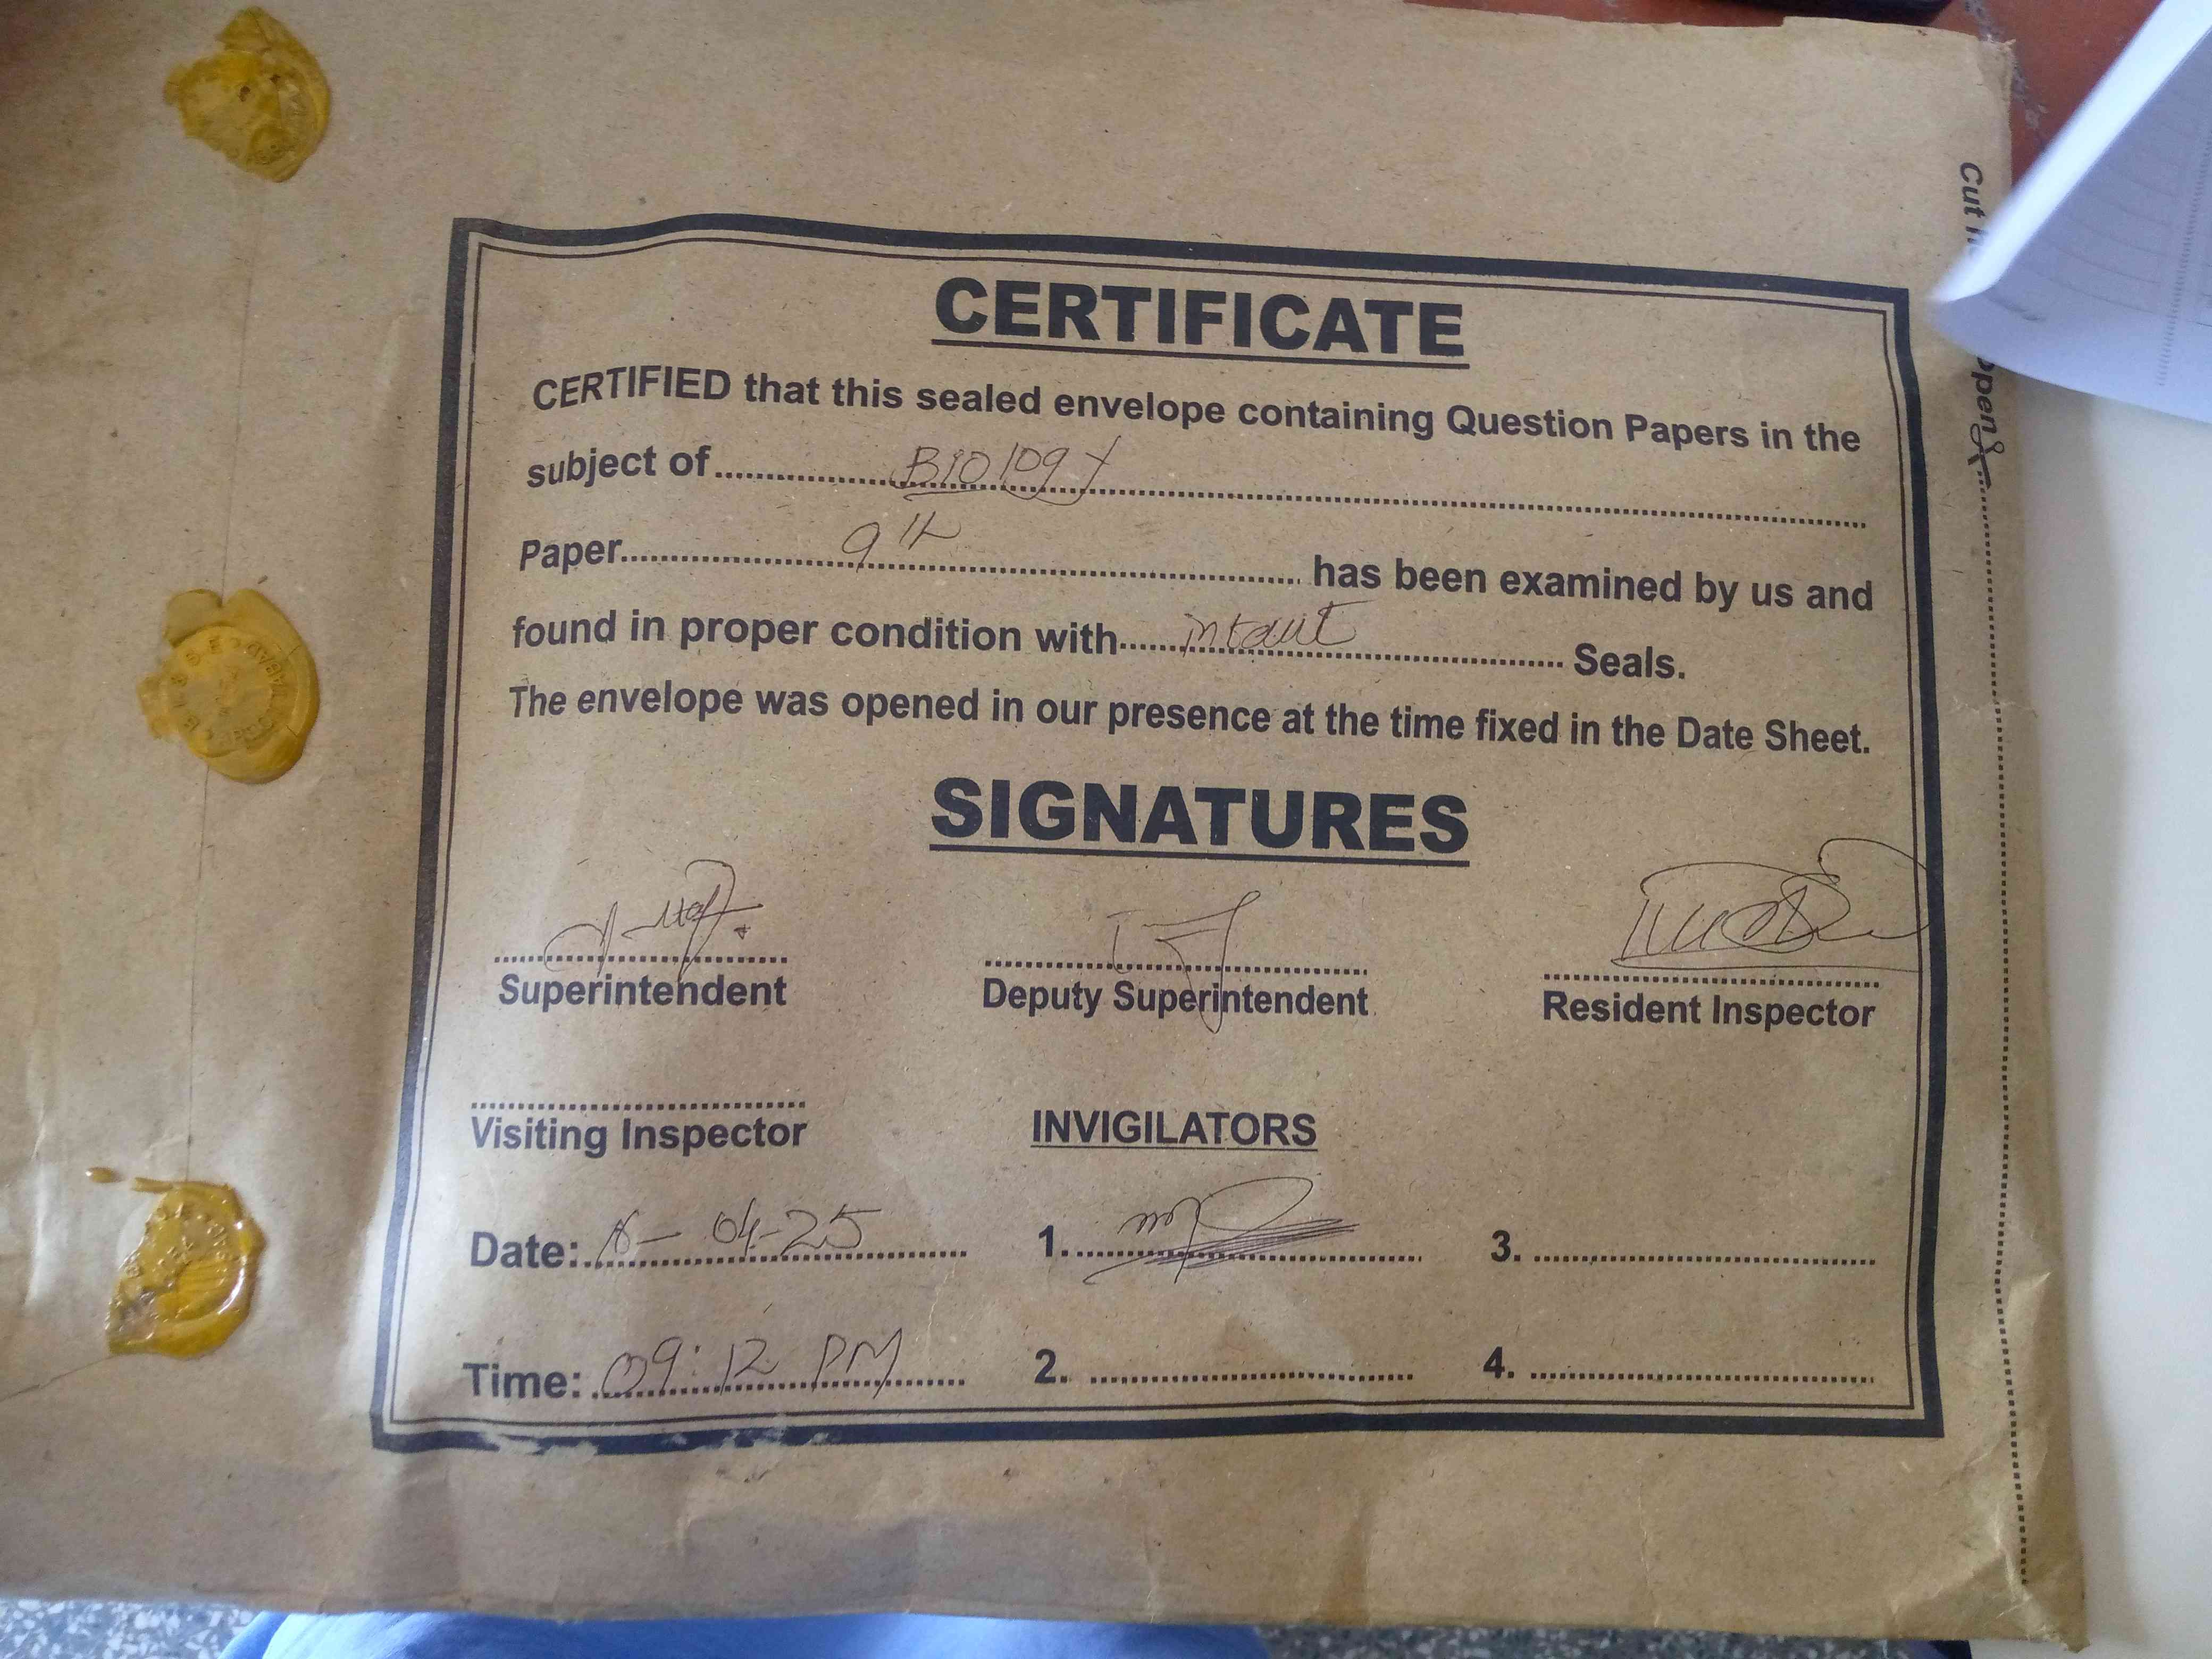 CERTIFICATE
CERTIFIED that this sealed envelope containing Question Papers in the
subject of Biology
Paper 9th has been examined by us and
found in proper condition with intact Seals.
The envelope was opened in our presence at the time fixed in the Date Sheet.
SIGNATURES
Superintendent Deputy Superintendent Resident Inspector
Visiting Inspector INVIGILATORS
Date: 16-04-25 1. 3.
Time: 09:12 PM 2. 4.
Cut
open